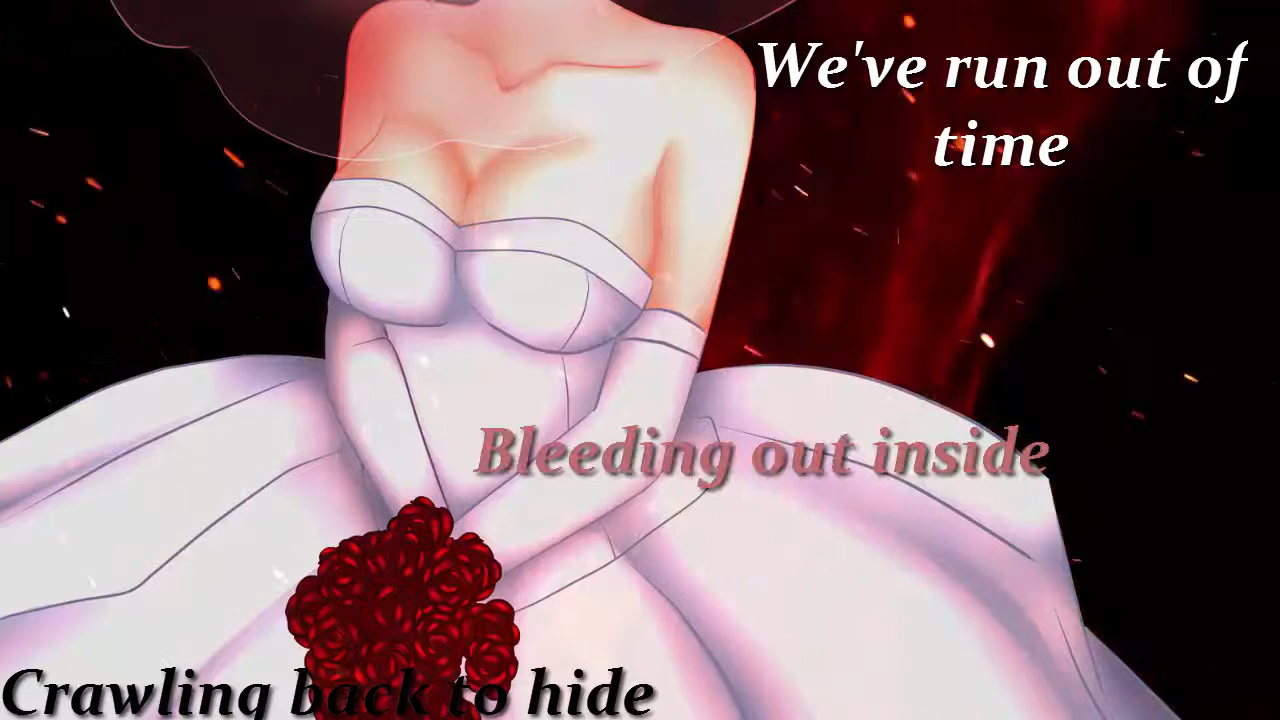 We've run out of
time
Bleeding out inside
Crawling back to hide